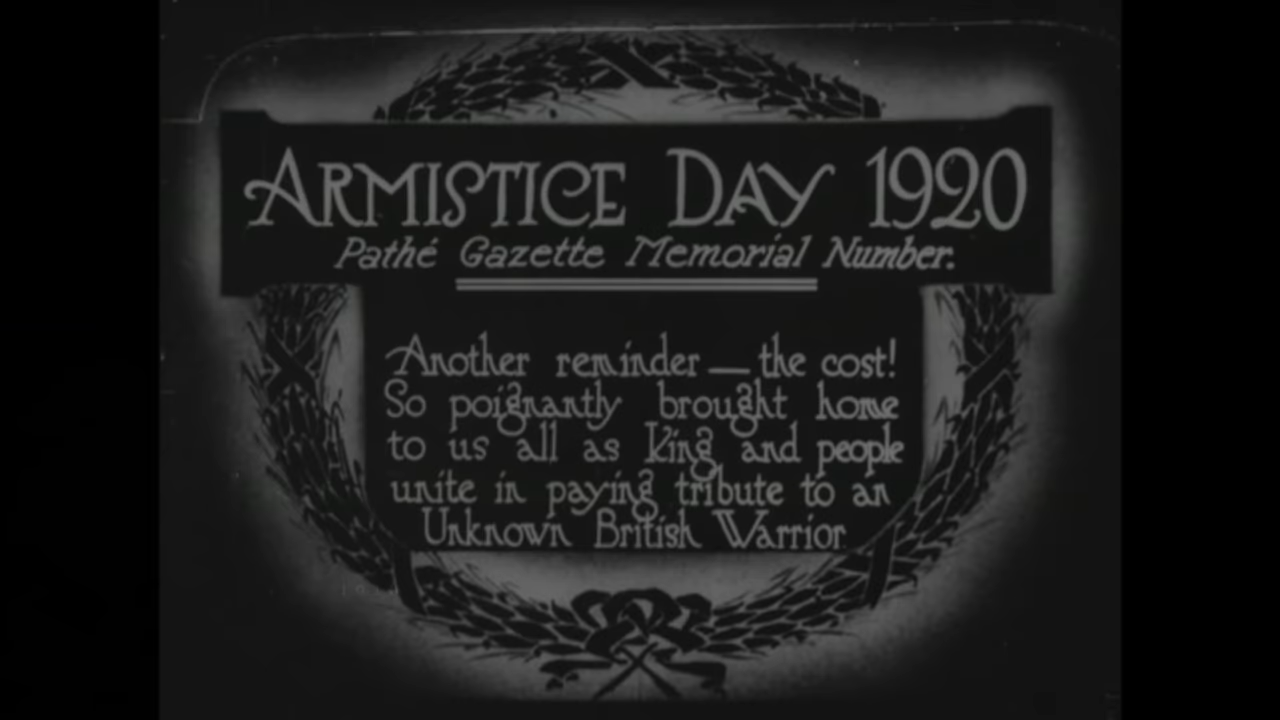 ARMISTICE DAY 1920
Pathé Gazette Memorial Number.
Another reminder — the cost!
So poignantly brought home
to us all as King and people
unite in paying tribute to an
Unknown British Warrior